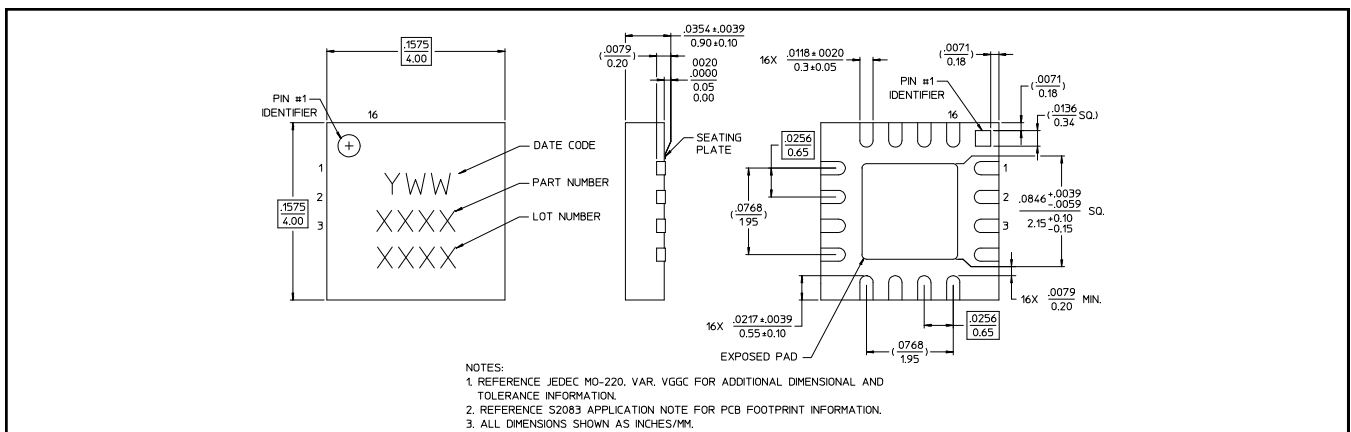 .1575
4.00
PIN #1
IDENTIFIER
16
1
2
3
.1575
4.00
YWW
XXXX
XXXX
DATE CODE
PART NUMBER
LOT NUMBER
.0354±.0039
0.90±0.10
(.0079
0.20)
.0020
.0000
0.05
0.00
SEATING
PLATE
16X .0118±.0020
0.3±0.05
(.0071
0.18)
PIN #1
IDENTIFIER
16
(.0071
0.18)
(.0136
0.34 SQ.)
.0256
0.65
(.0768
1.95)
1
2
3
.0846 +.0039
-.0059 SQ.
2.15 +0.10
-0.15
16X .0079
0.20 MIN.
16X .0217±.0039
0.55±0.10
.0256
0.65
(.0768
1.95)
EXPOSED PAD
NOTES:
1. REFERENCE JEDEC MO-220, VAR. VGGC FOR ADDITIONAL DIMENSIONAL AND
TOLERANCE INFORMATION.
2. REFERENCE S2083 APPLICATION NOTE FOR PCB FOOTPRINT INFORMATION.
3. ALL DIMENSIONS SHOWN AS INCHES/MM.